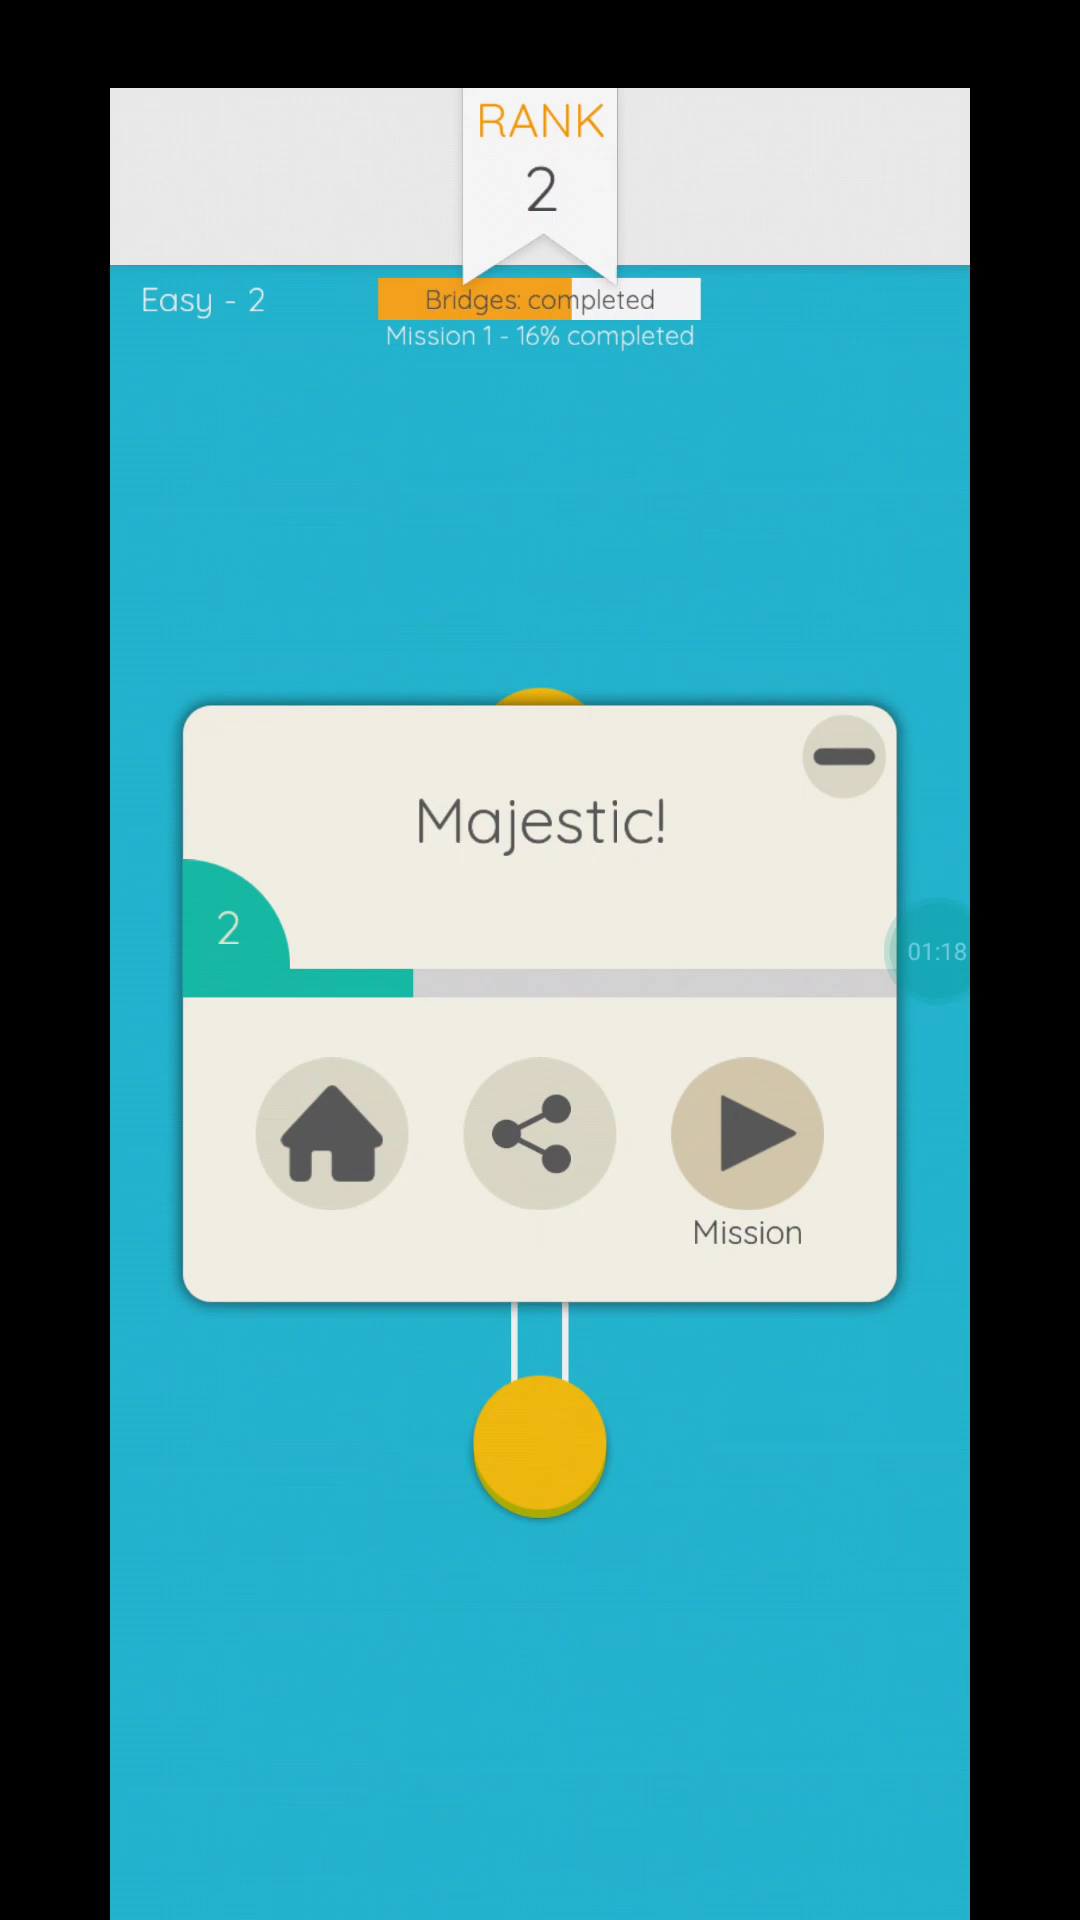 RANK
2
Easy - 2
Bridges: completed
Mission 1 - 16% completed
Majestic!
2
01:18
Mission